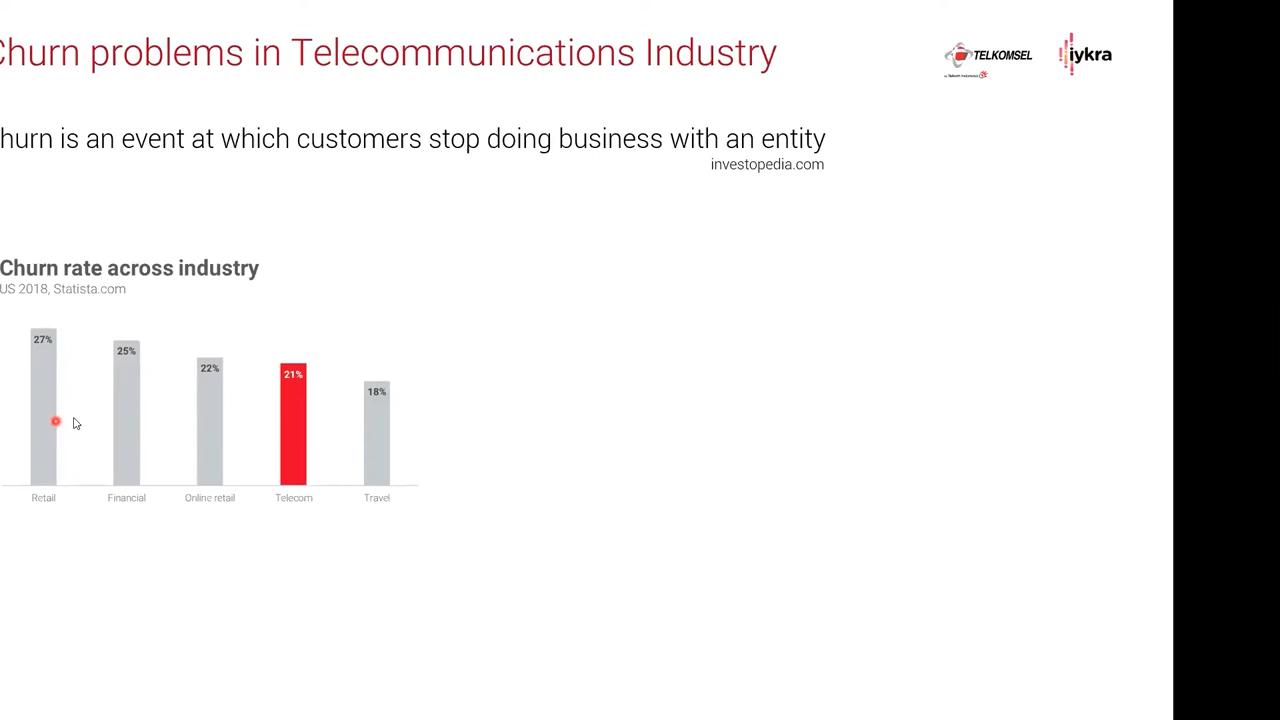 Churn problems in Telecommunications Industry
TELKOMSEL
iykra
hurn is an event at which customers stop doing business with an entity
investopedia.com
Churn rate across industry
US 2018, Statista.com
27%
25%
22%
21%
18%
Retail
Financial
Online retail
Telecom
Travel